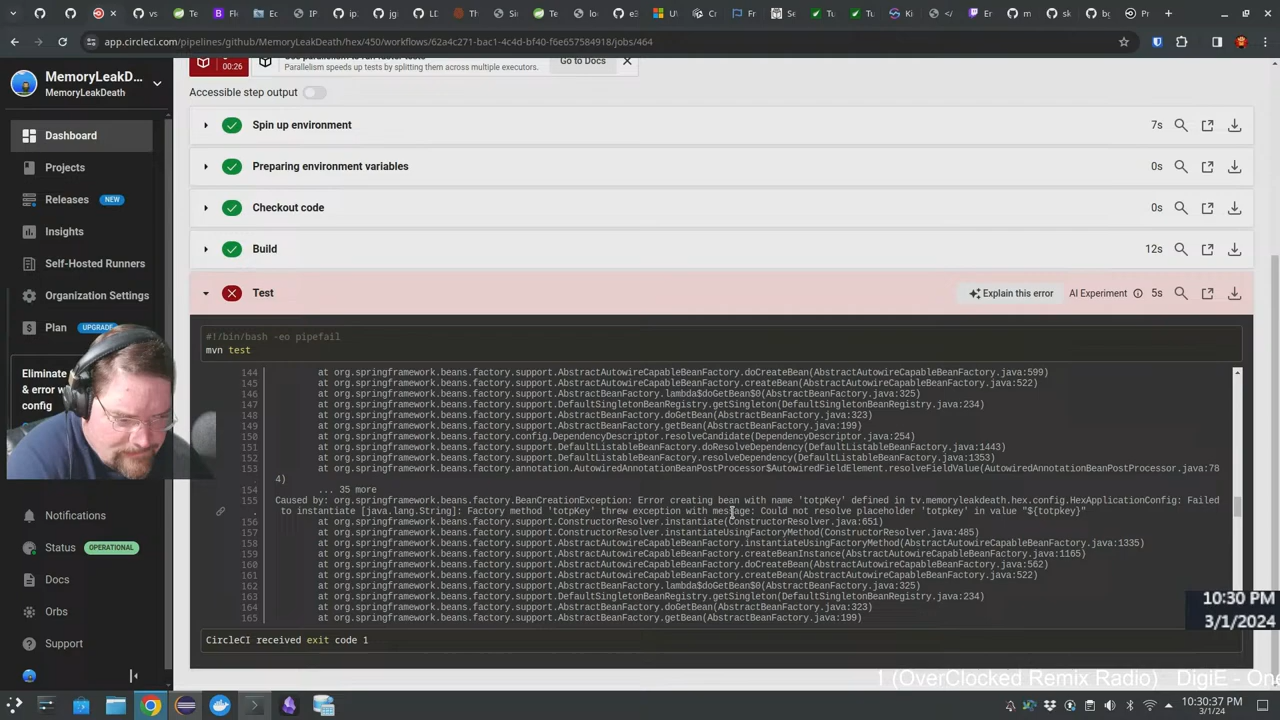 app.circleci.com/pipelines/github/MemoryLeakDeath/hex/450/workflows/62a4c271-bac1-4c4d-bf40-f6e657584918/jobs/464
MemoryLeakD...
MemoryLeakDeath
Dashboard
Projects
Releases NEW
Insights
Self-Hosted Runners
Organization Settings
Plan UPGRADE
Eliminate
& error w
config
Notifications
Status OPERATIONAL
Docs
Orbs
Support
00:26
Parallelism speeds up tests by splitting them across multiple executors.
Go to Docs
Accessible step output
Spin up environment 7s
Preparing environment variables 0s
Checkout code 0s
Build 12s
Test Explain this error AI Experiment 5s
#!/bin/bash -eo pipefail
mvn test
144 at org.springframework.beans.factory.support.AbstractAutowireCapableBeanFactory.doCreateBean(AbstractAutowireCapableBeanFactory.java:599)
145 at org.springframework.beans.factory.support.AbstractAutowireCapableBeanFactory.createBean(AbstractAutowireCapableBeanFactory.java:522)
146 at org.springframework.beans.factory.support.AbstractBeanFactory.lambda$doGetBean$0(AbstractBeanFactory.java:325)
147 at org.springframework.beans.factory.support.DefaultSingletonBeanRegistry.getSingleton(DefaultSingletonBeanRegistry.java:234)
148 at org.springframework.beans.factory.support.AbstractBeanFactory.doGetBean(AbstractBeanFactory.java:323)
149 at org.springframework.beans.factory.support.AbstractBeanFactory.getBean(AbstractBeanFactory.java:199)
150 at org.springframework.beans.factory.config.DependencyDescriptor.resolveCandidate(DependencyDescriptor.java:254)
151 at org.springframework.beans.factory.support.DefaultListableBeanFactory.doResolveDependency(DefaultListableBeanFactory.java:1443)
152 at org.springframework.beans.factory.support.DefaultListableBeanFactory.resolveDependency(DefaultListableBeanFactory.java:1353)
153 at org.springframework.beans.factory.annotation.AutowiredAnnotationBeanPostProcessor$AutowiredFieldElement.resolveFieldValue(AutowiredAnnotationBeanPostProcessor.java:78
4)
154 ... 35 more
155 Caused by: org.springframework.beans.factory.BeanCreationException: Error creating bean with name 'totpKey' defined in tv.memoryleakdeath.hex.config.HexApplicationConfig: Failed
to instantiate [java.lang.String]: Factory method 'totpKey' threw exception with message: Could not resolve placeholder 'totpkey' in value "${totpkey}"
156 at org.springframework.beans.factory.support.ConstructorResolver.instantiate(ConstructorResolver.java:651)
157 at org.springframework.beans.factory.support.ConstructorResolver.instantiateUsingFactoryMethod(ConstructorResolver.java:485)
158 at org.springframework.beans.factory.support.AbstractAutowireCapableBeanFactory.instantiateUsingFactoryMethod(AbstractAutowireCapableBeanFactory.java:1335)
159 at org.springframework.beans.factory.support.AbstractAutowireCapableBeanFactory.createBeanInstance(AbstractAutowireCapableBeanFactory.java:1165)
160 at org.springframework.beans.factory.support.AbstractAutowireCapableBeanFactory.doCreateBean(AbstractAutowireCapableBeanFactory.java:562)
161 at org.springframework.beans.factory.support.AbstractAutowireCapableBeanFactory.createBean(AbstractAutowireCapableBeanFactory.java:522)
162 at org.springframework.beans.factory.support.AbstractBeanFactory.lambda$doGetBean$0(AbstractBeanFactory.java:325)
163 at org.springframework.beans.factory.support.DefaultSingletonBeanRegistry.getSingleton(DefaultSingletonBeanRegistry.java:234)
164 at org.springframework.beans.factory.support.AbstractBeanFactory.doGetBean(AbstractBeanFactory.java:323)
165 at org.springframework.beans.factory.support.AbstractBeanFactory.getBean(AbstractBeanFactory.java:199)
CircleCI received exit code 1
10:30 PM
3/1/2024
1 (OverClocked Remix Radio) DigiE - One
10:30:37 PM
3/1/24